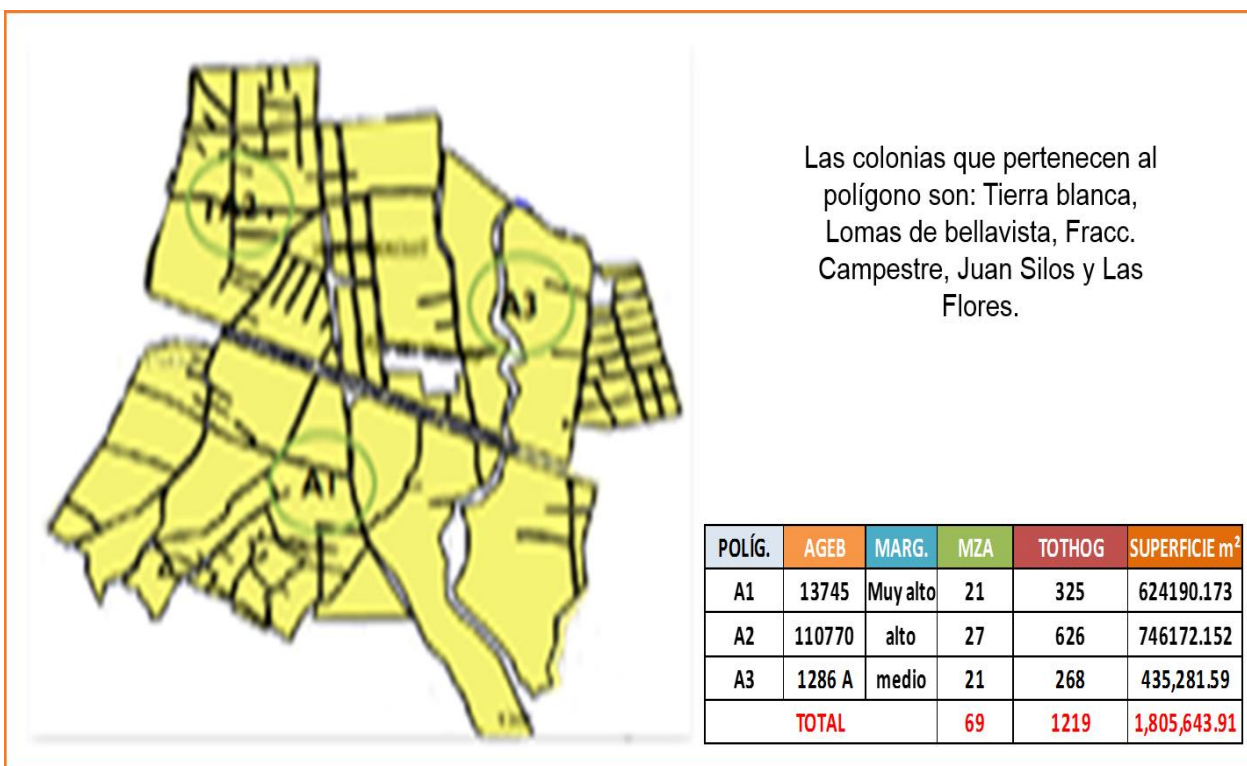 A2
A3
A1
Las colonias que pertenecen al
polígono son: Tierra blanca,
Lomas de bellavista, Fracc.
Campestre, Juan Silos y Las
Flores.
POLÍG. AGEB MARG. MZA TOTHOG SUPERFICIE m²
A1 13745 Muy alto 21 325 624190.173
A2 110770 alto 27 626 746172.152
A3 1286 A medio 21 268 435,281.59
TOTAL 69 1219 1,805,643.91